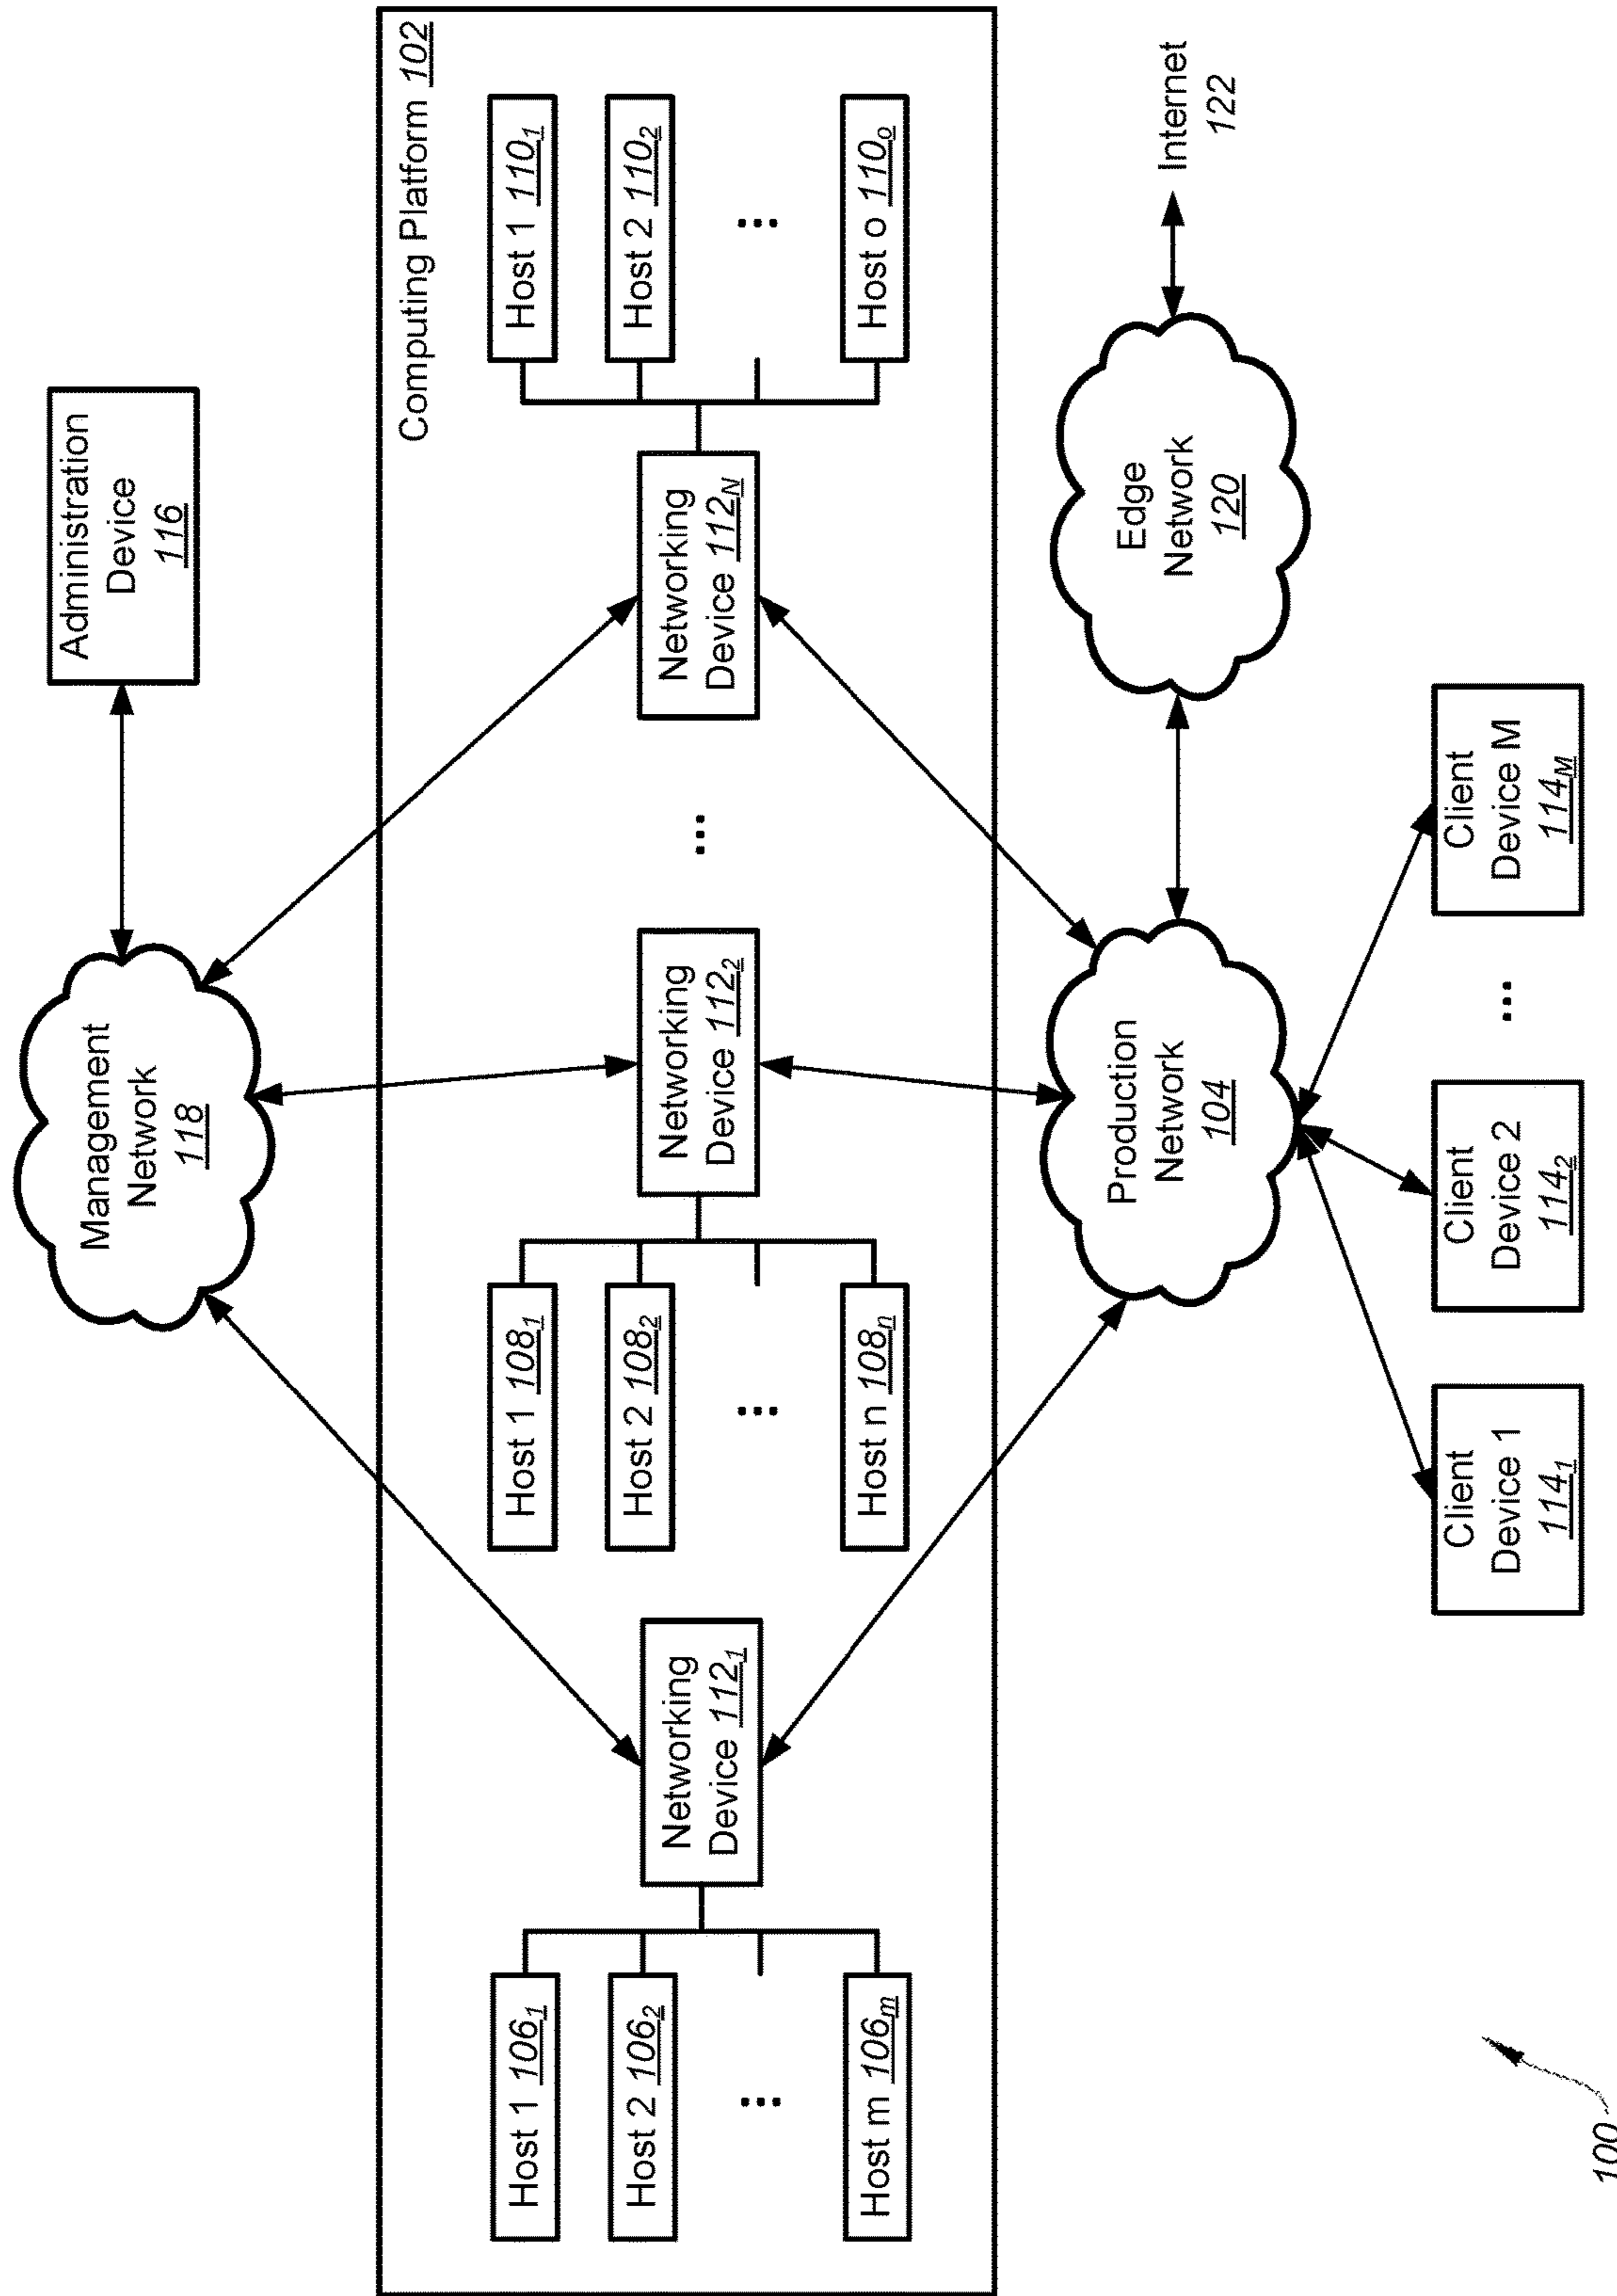 Administration
Device
116
Management
Network
118
Computing Platform 102
Host 1 106₁
Host 2 106₂
...
Host m 106ₘ
Networking
Device 112₁
Host 1 108₁
Host 2 108₂
...
Host n 108ₙ
Networking
Device 112₂
...
Networking
Device 112_N
Host 1 110₁
Host 2 110₂
...
Host o 110ₒ
Production
Network
104
Edge
Network
120
Internet
122
Client
Device 1
114₁
Client
Device 2
114₂
...
Client
Device M
114_M
100